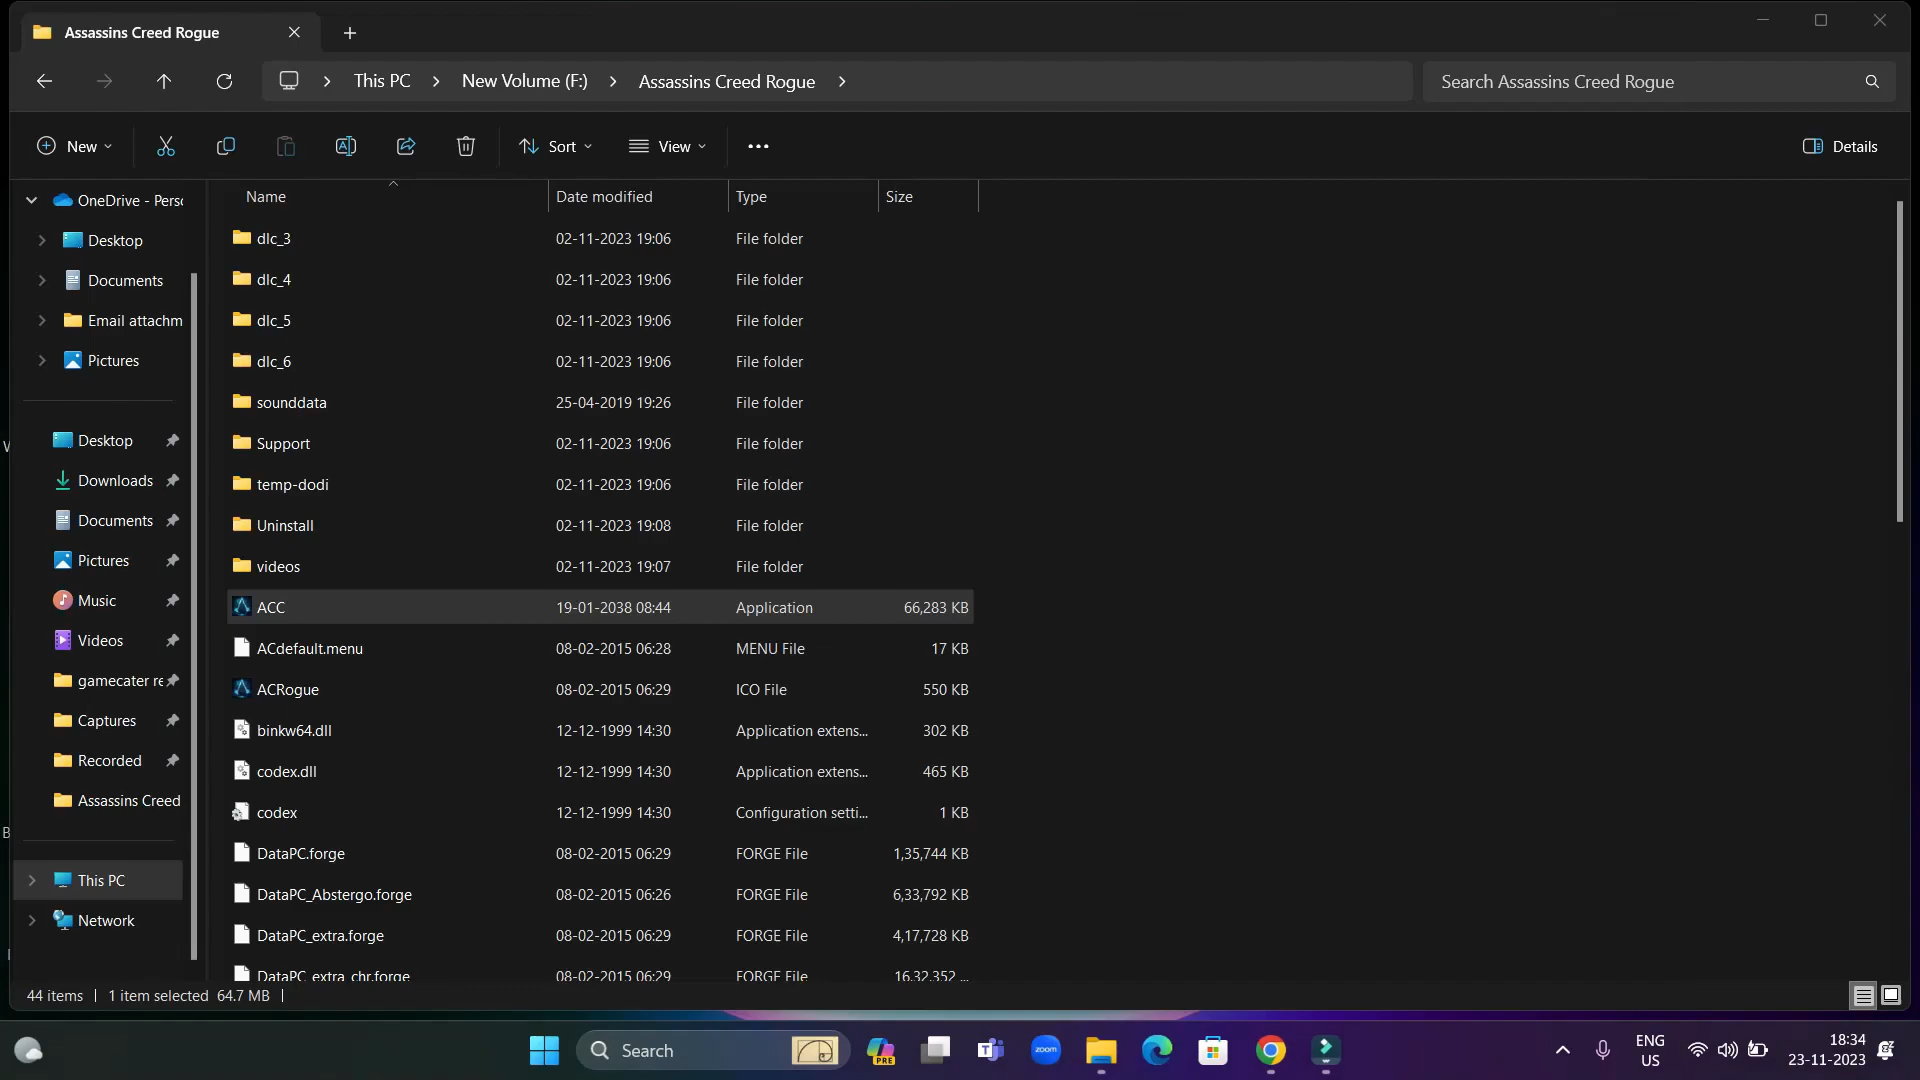 Assassins Creed Rogue
This PC > New Volume (F:) > Assassins Creed Rogue >
Search Assassins Creed Rogue
New
Sort
View
Details
Name Date modified Type Size
OneDrive - Perso
Desktop
Documents
Email attachm
Pictures
Desktop
Downloads
Documents
Pictures
Music
Videos
gamecater re
Captures
Recorded
Assassins Creed
This PC
Network
dlc_3 02-11-2023 19:06 File folder
dlc_4 02-11-2023 19:06 File folder
dlc_5 02-11-2023 19:06 File folder
dlc_6 02-11-2023 19:06 File folder
sounddata 25-04-2019 19:26 File folder
Support 02-11-2023 19:06 File folder
temp-dodi 02-11-2023 19:06 File folder
Uninstall 02-11-2023 19:08 File folder
videos 02-11-2023 19:07 File folder
ACC 19-01-2038 08:44 Application 66,283 KB
ACdefault.menu 08-02-2015 06:28 MENU File 17 KB
ACRogue 08-02-2015 06:29 ICO File 550 KB
binkw64.dll 12-12-1999 14:30 Application extens... 302 KB
codex.dll 12-12-1999 14:30 Application extens... 465 KB
codex 12-12-1999 14:30 Configuration setti... 1 KB
DataPC.forge 08-02-2015 06:29 FORGE File 1,35,744 KB
DataPC_Abstergo.forge 08-02-2015 06:26 FORGE File 6,33,792 KB
DataPC_extra.forge 08-02-2015 06:29 FORGE File 4,17,728 KB
DataPC_extra_chr.forge 08-02-2015 06:29 FORGE File 16,32,352 ...
44 items | 1 item selected 64.7 MB |
Search
PRE
zoom
ENG
US
18:34
23-11-2023